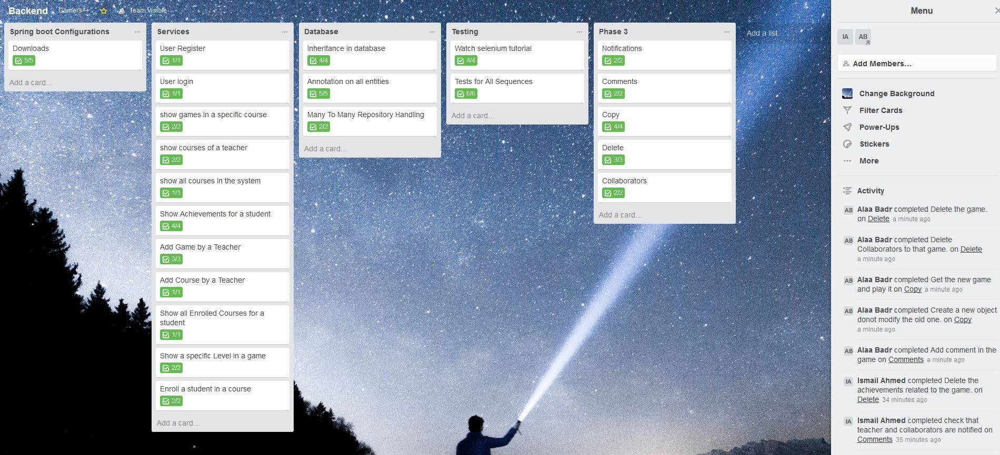 Backend Gamers++ Team Visible
Spring boot Configurations
Downloads
5/5
Add a card...
Services
User Register
1/1
User login
1/1
show games in a specific course
2/2
show courses of a teacher
2/2
show all courses in the system
1/1
Show Achievements for a student
4/4
Add Game by a Teacher
3/3
Add Course by a Teacher
1/1
Show all Enrolled Courses for a
student
1/1
Show a specific Level in a game
2/2
Enroll a student in a course
2/2
Add a card...
Database
Inheritance in database
4/4
Annotation on all entities
5/5
Many To Many Repository Handling
2/2
Add a card...
Testing
Watch selenium tutorial
4/4
Tests for All Sequences
6/6
Add a card...
Phase 3
Notifications
2/2
Comments
2/2
Copy
4/4
Delete
3/3
Collaborators
2/2
Add a card...
Add a list...
Menu
IA AB
Add Members...
Change Background
Filter Cards
Power-Ups
Stickers
More
Activity
AB Alaa Badr completed Delete the game.
on Delete a minute ago
AB Alaa Badr completed Delete
Collaborators to that game. on Delete
a minute ago
AB Alaa Badr completed Get the new game
and play it on Copy a minute ago
AB Alaa Badr completed Create a new object
donot modify the old one. on Copy
a minute ago
AB Alaa Badr completed Add comment in the
game on Comments a minute ago
IA Ismail Ahmed completed Delete the
achievements related to the game. on
Delete 34 minutes ago
IA Ismail Ahmed completed check that
teacher and collaborators are notified on
Comments 35 minutes ago